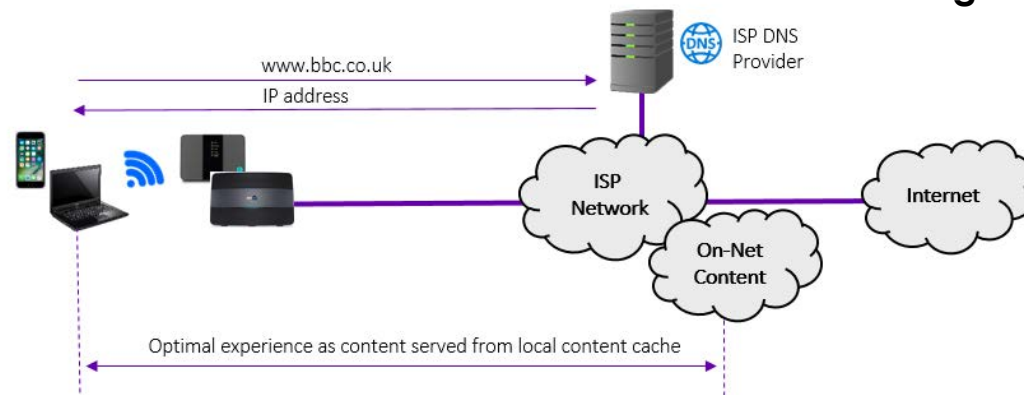 g
ISP DNS
Provider
DNS
www.bbc.co.uk
IP address
ISP
Network
Internet
On-Net
Content
Optimal experience as content served from local content cache